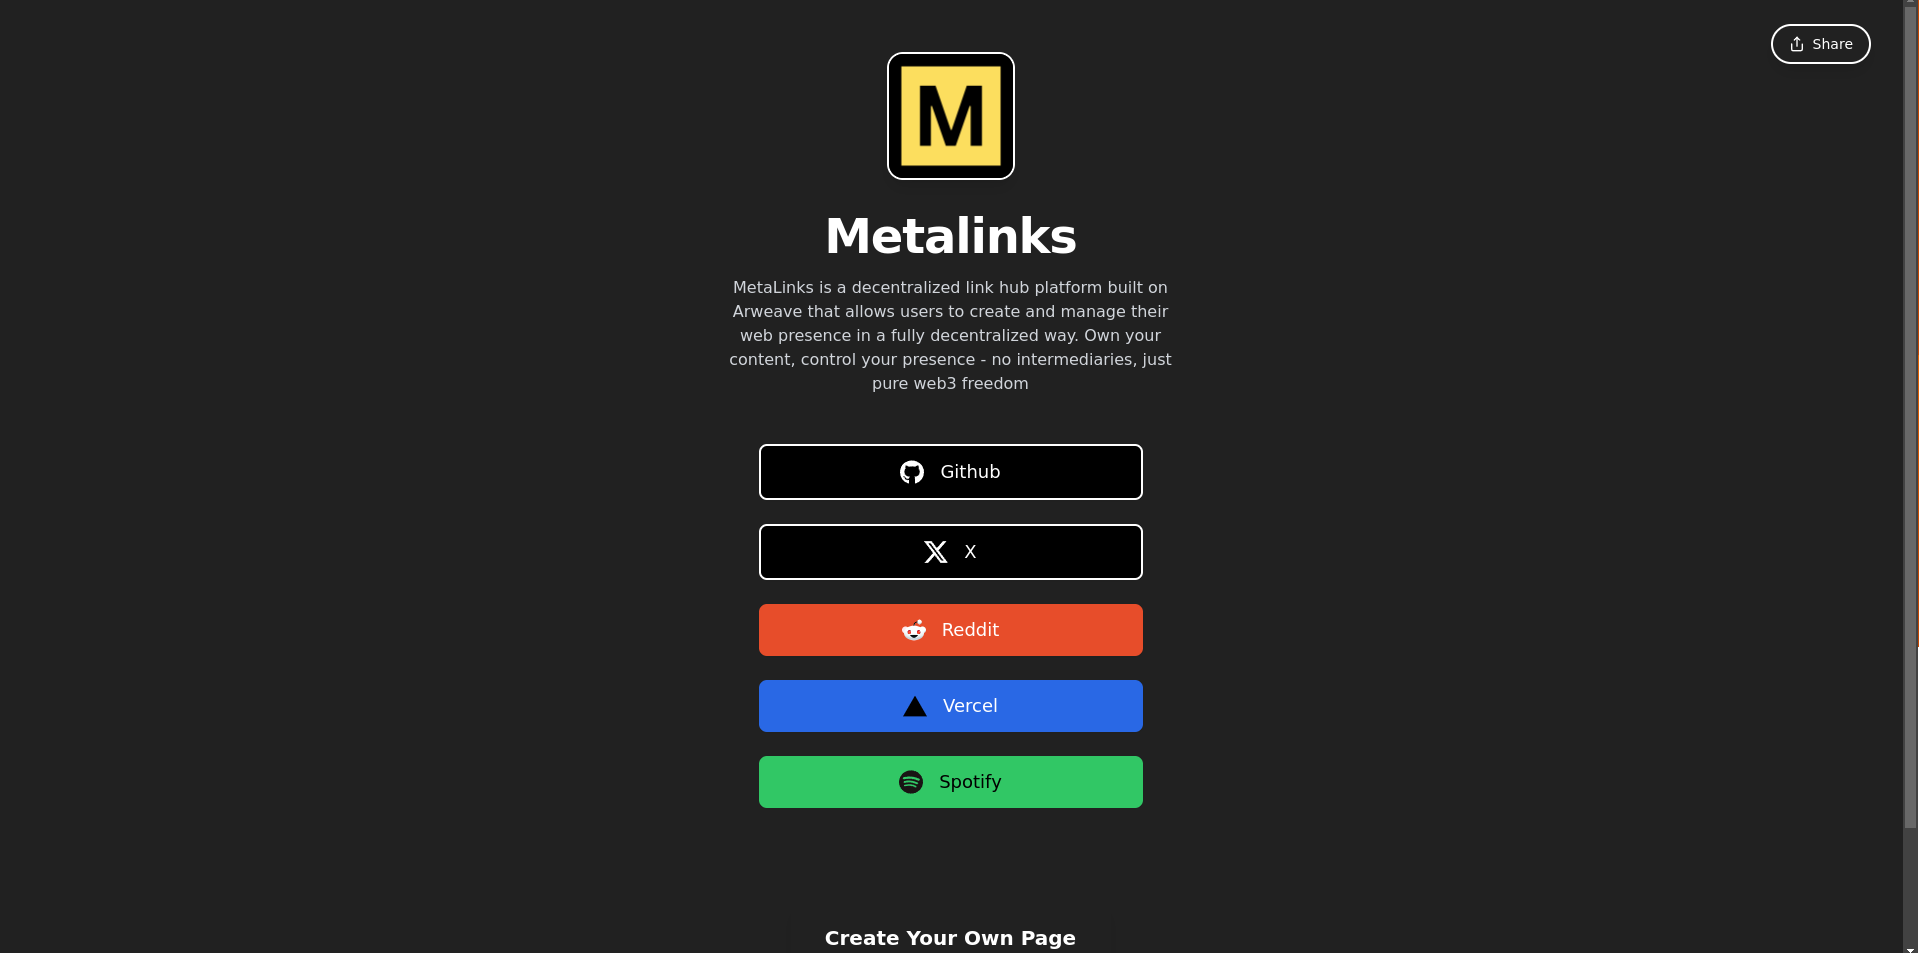 Share
M
Metalinks
MetaLinks is a decentralized link hub platform built on
Arweave that allows users to create and manage their
web presence in a fully decentralized way. Own your
content, control your presence - no intermediaries, just
pure web3 freedom
Github
X
Reddit
Vercel
Spotify
Create Your Own Page